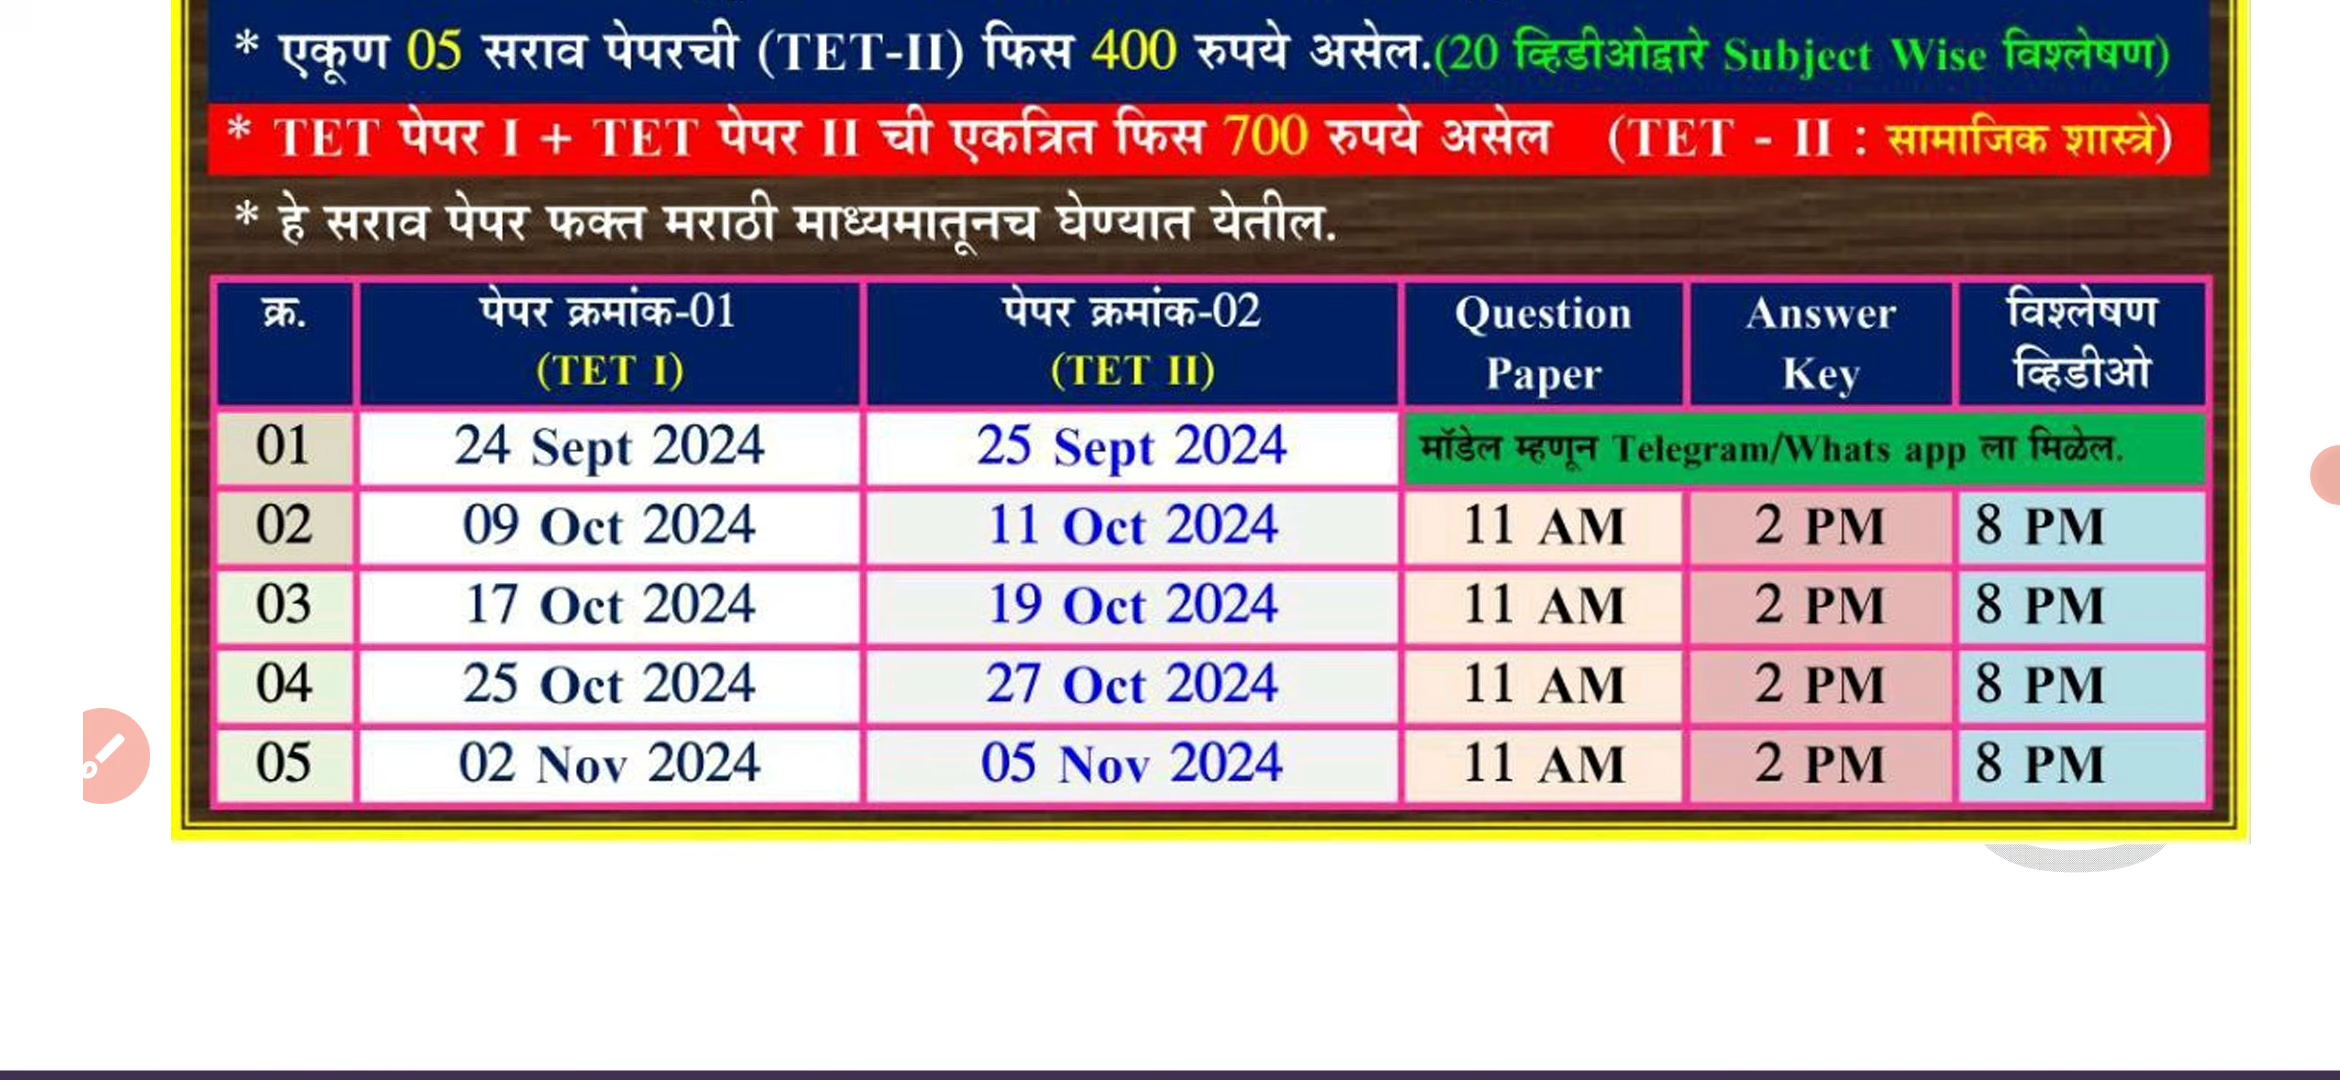 * एकूण 05 सराव पेपरची (TET-II) फिस 400 रुपये असेल.(20 व्हिडीओद्वारे Subject Wise विश्लेषण)
* TET पेपर I + TET पेपर II ची एकत्रित फिस 700 रुपये असेल (TET - II : सामाजिक शास्त्रे)
* हे सराव पेपर फक्त मराठी माध्यमातूनच घेण्यात येतील.
क्र. पेपर क्रमांक-01 (TET I) पेपर क्रमांक-02 (TET II) Question Paper Answer Key विश्लेषण व्हिडीओ
01 24 Sept 2024 25 Sept 2024 मॉडेल म्हणून Telegram/Whats app ला मिळेल.
02 09 Oct 2024 11 Oct 2024 11 AM 2 PM 8 PM
03 17 Oct 2024 19 Oct 2024 11 AM 2 PM 8 PM
04 25 Oct 2024 27 Oct 2024 11 AM 2 PM 8 PM
05 02 Nov 2024 05 Nov 2024 11 AM 2 PM 8 PM